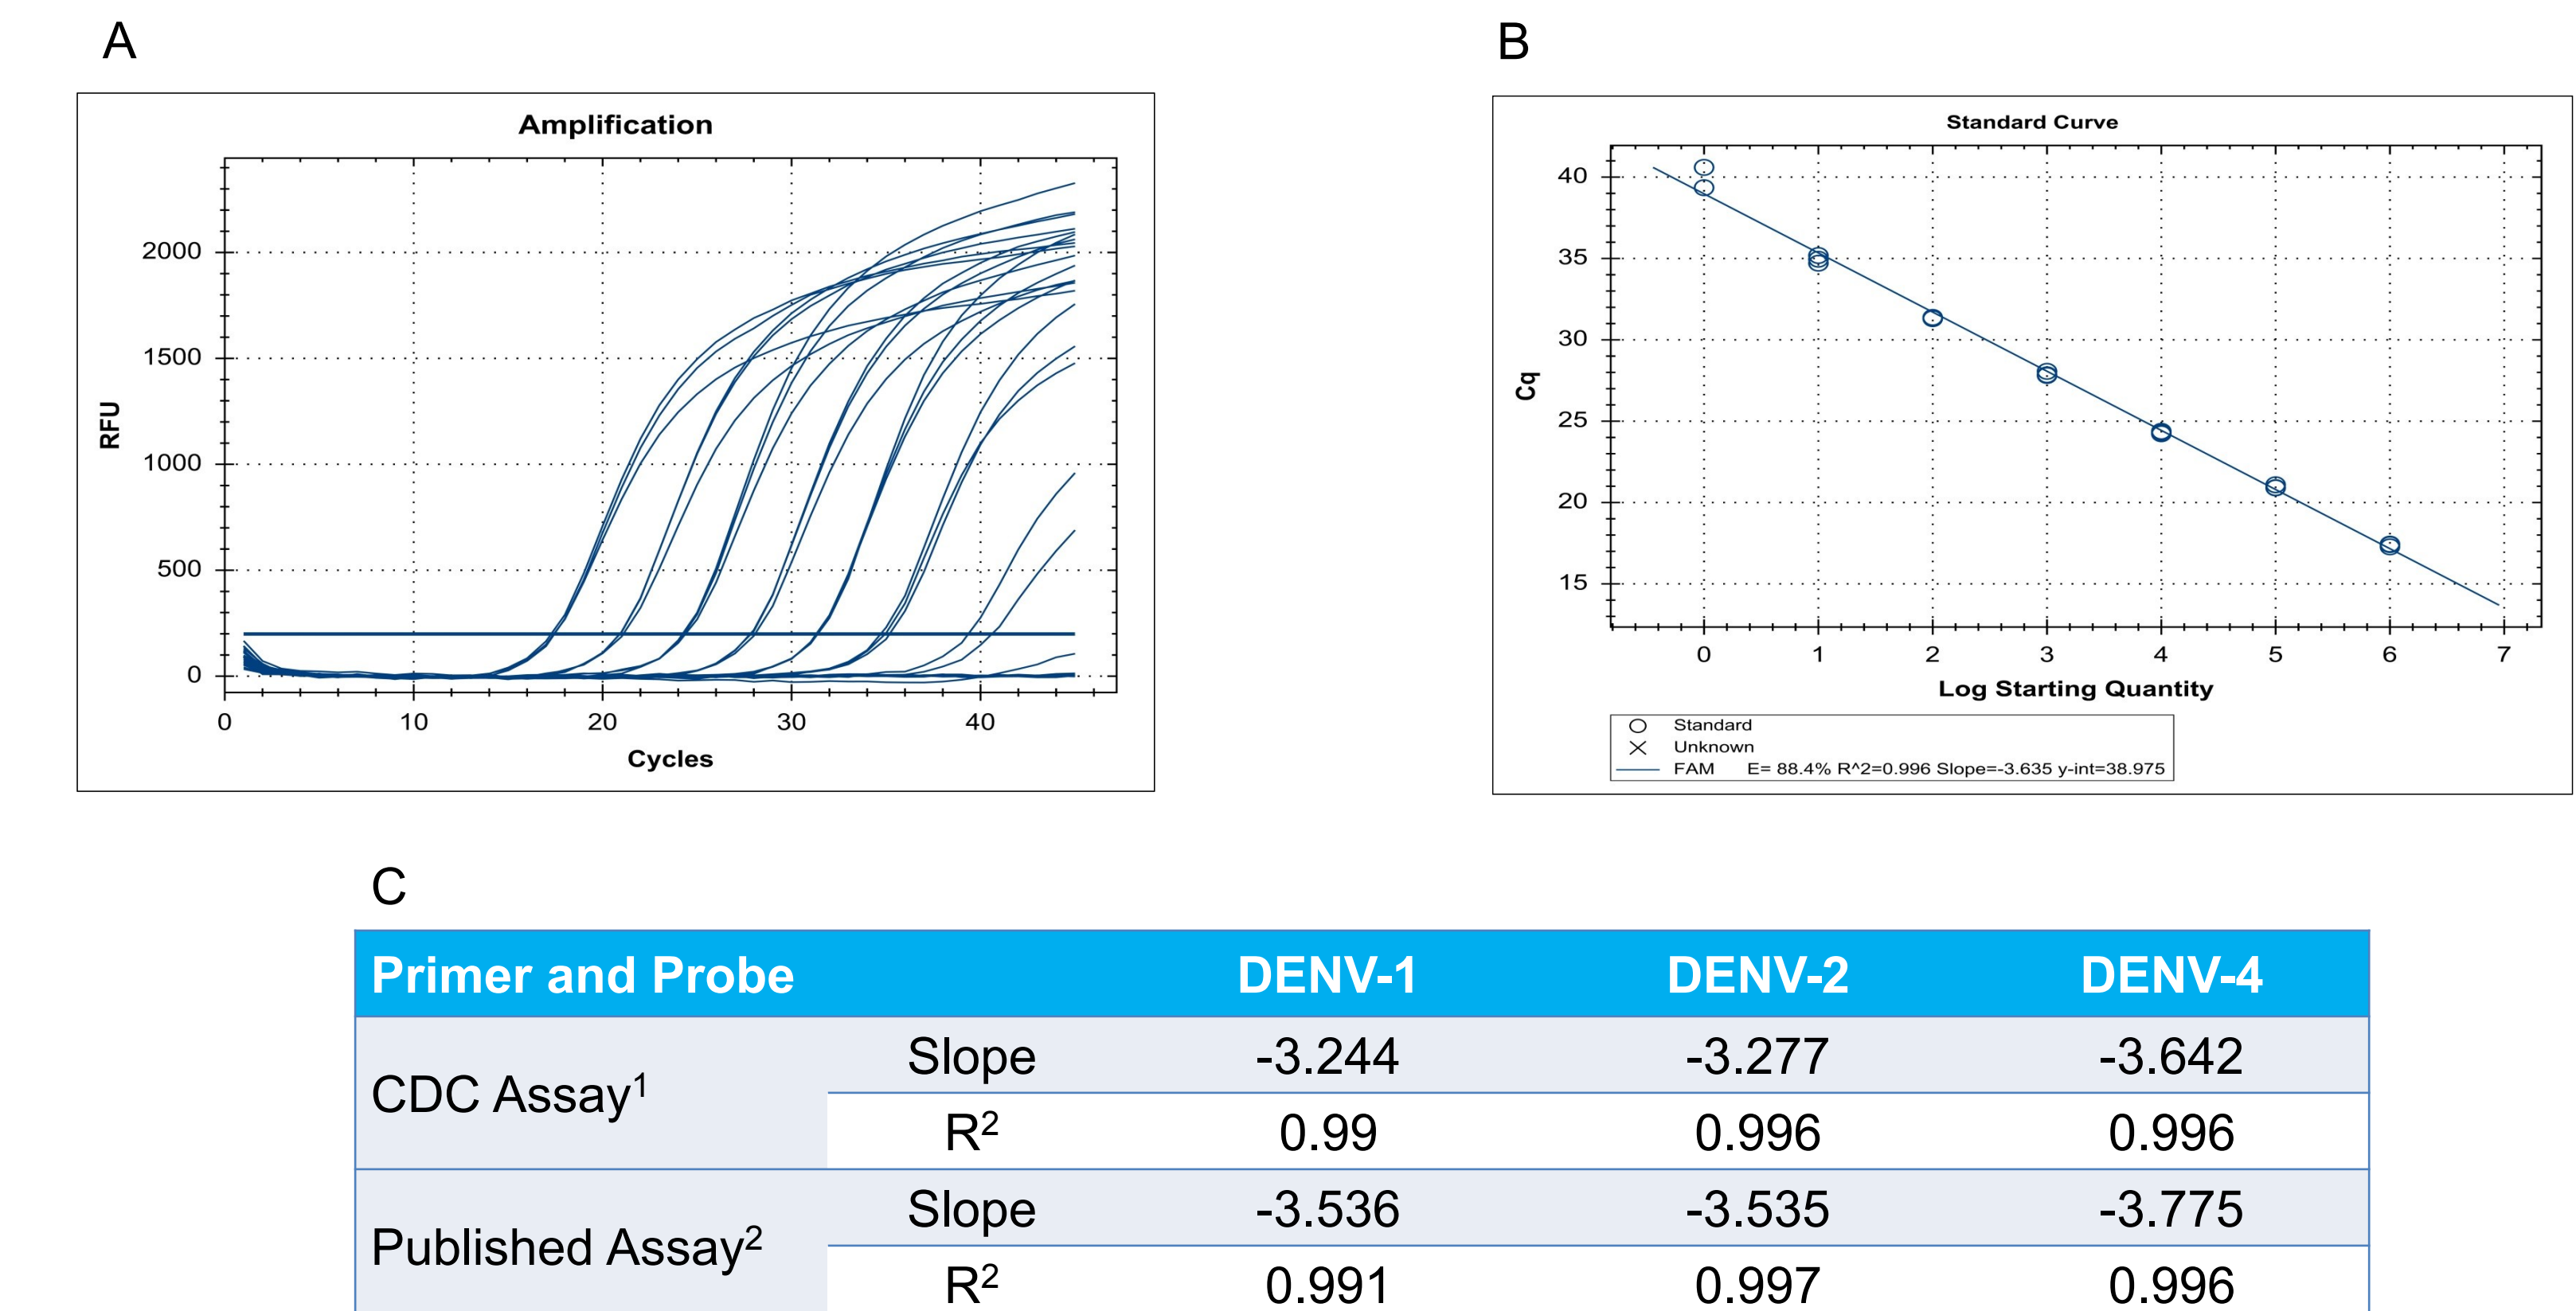 A
Amplification
2000
1500
1000
500
0
RFU
0 10 20 30 40
Cycles
B
Standard Curve
40
35
30
25
20
15
Cq
0 1 2 3 4 5 6 7
Log Starting Quantity
Standard
Unknown
FAM E= 88.4% R^2=0.996 Slope=-3.635 y-int=38.975
C
Primer and Probe DENV-1 DENV-2 DENV-4
CDC Assay¹
Slope -3.244 -3.277 -3.642
R² 0.99 0.996 0.996
Published Assay²
Slope -3.536 -3.535 -3.775
R² 0.991 0.997 0.996